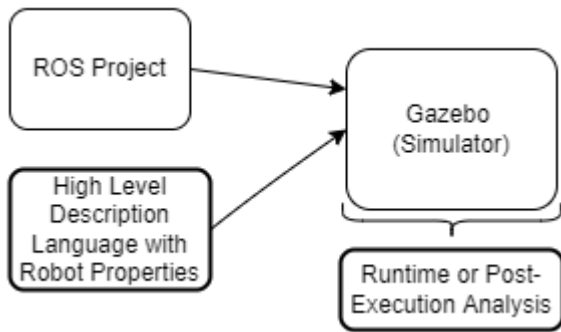 ROS Project
Gazebo
(Simulator)
High Level
Description
Language with
Robot Properties
Runtime or Post-
Execution Analysis